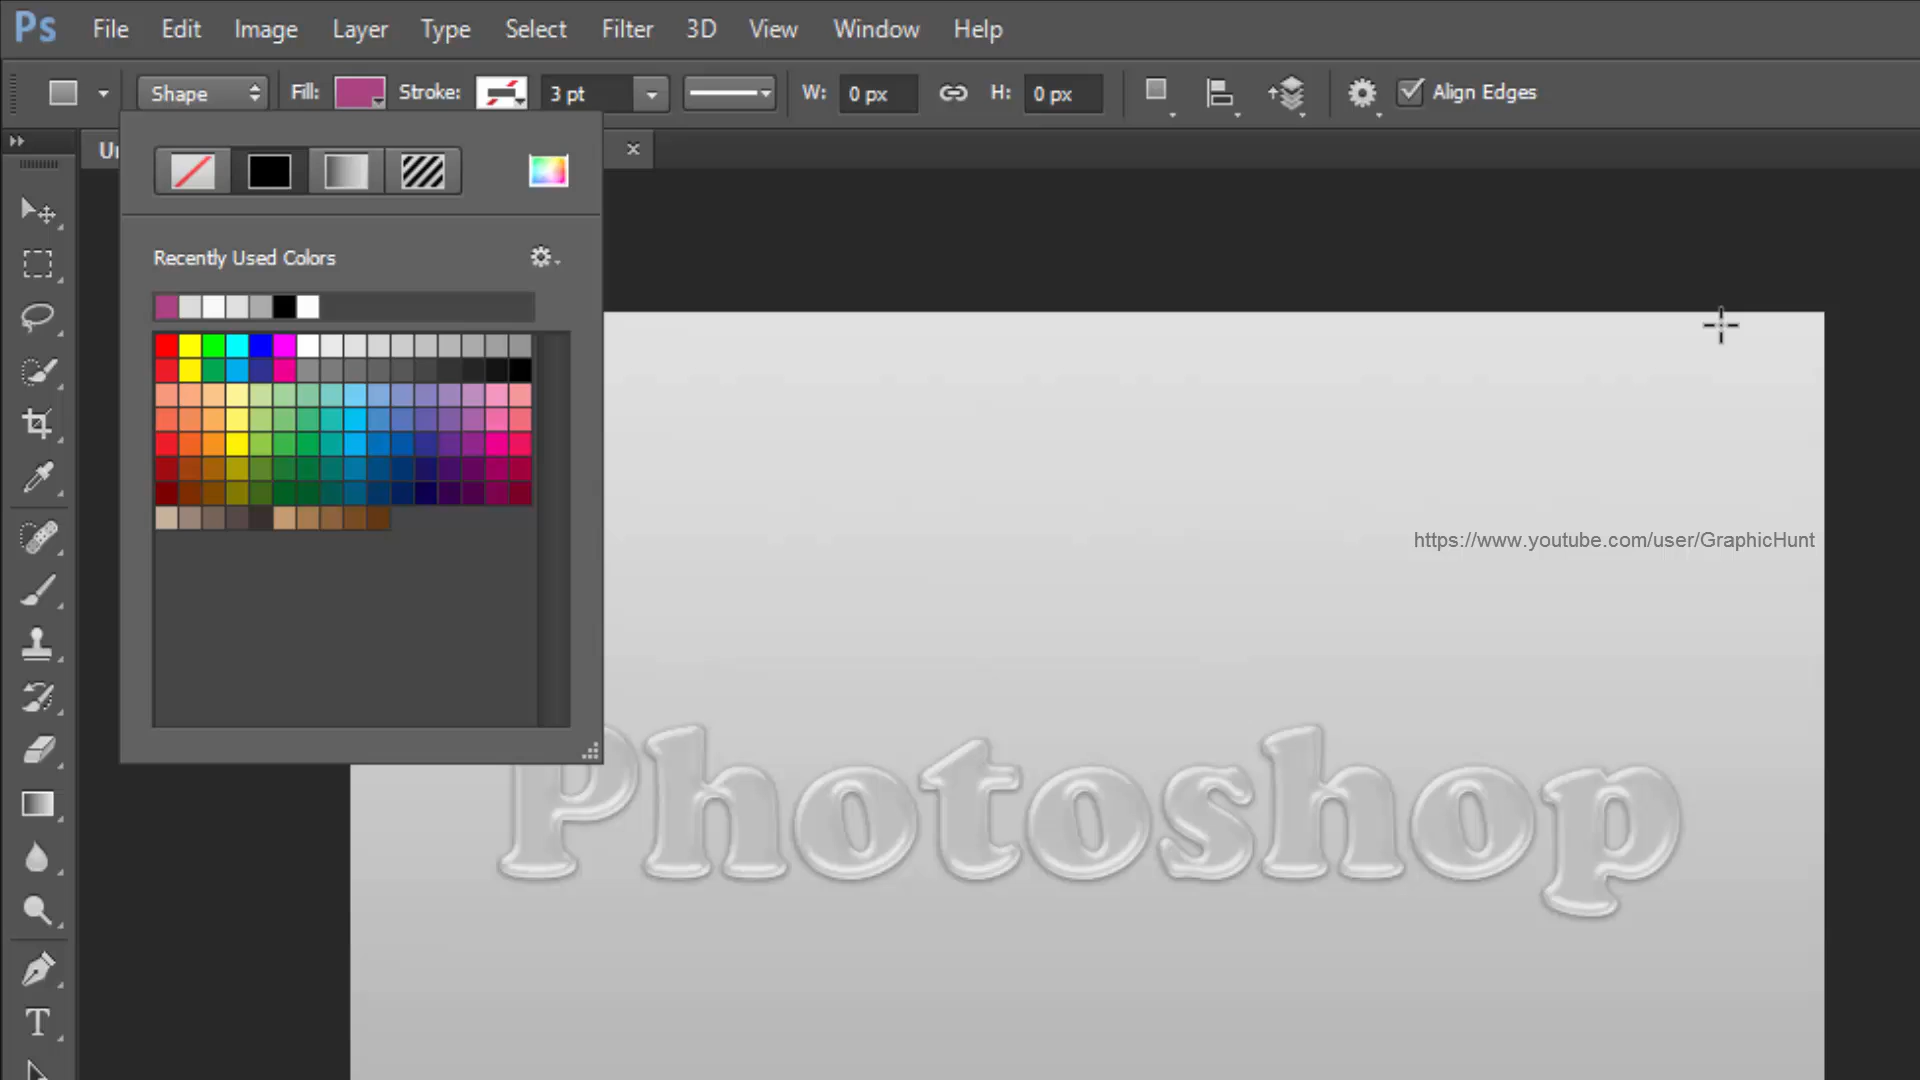 Ps File Edit Image Layer Type Select Filter 3D View Window Help
Shape Fill: Stroke: 3 pt W: 0 px H: 0 px Align Edges
Un
Recently Used Colors
https://www.youtube.com/user/GraphicHunt
Photoshop
T